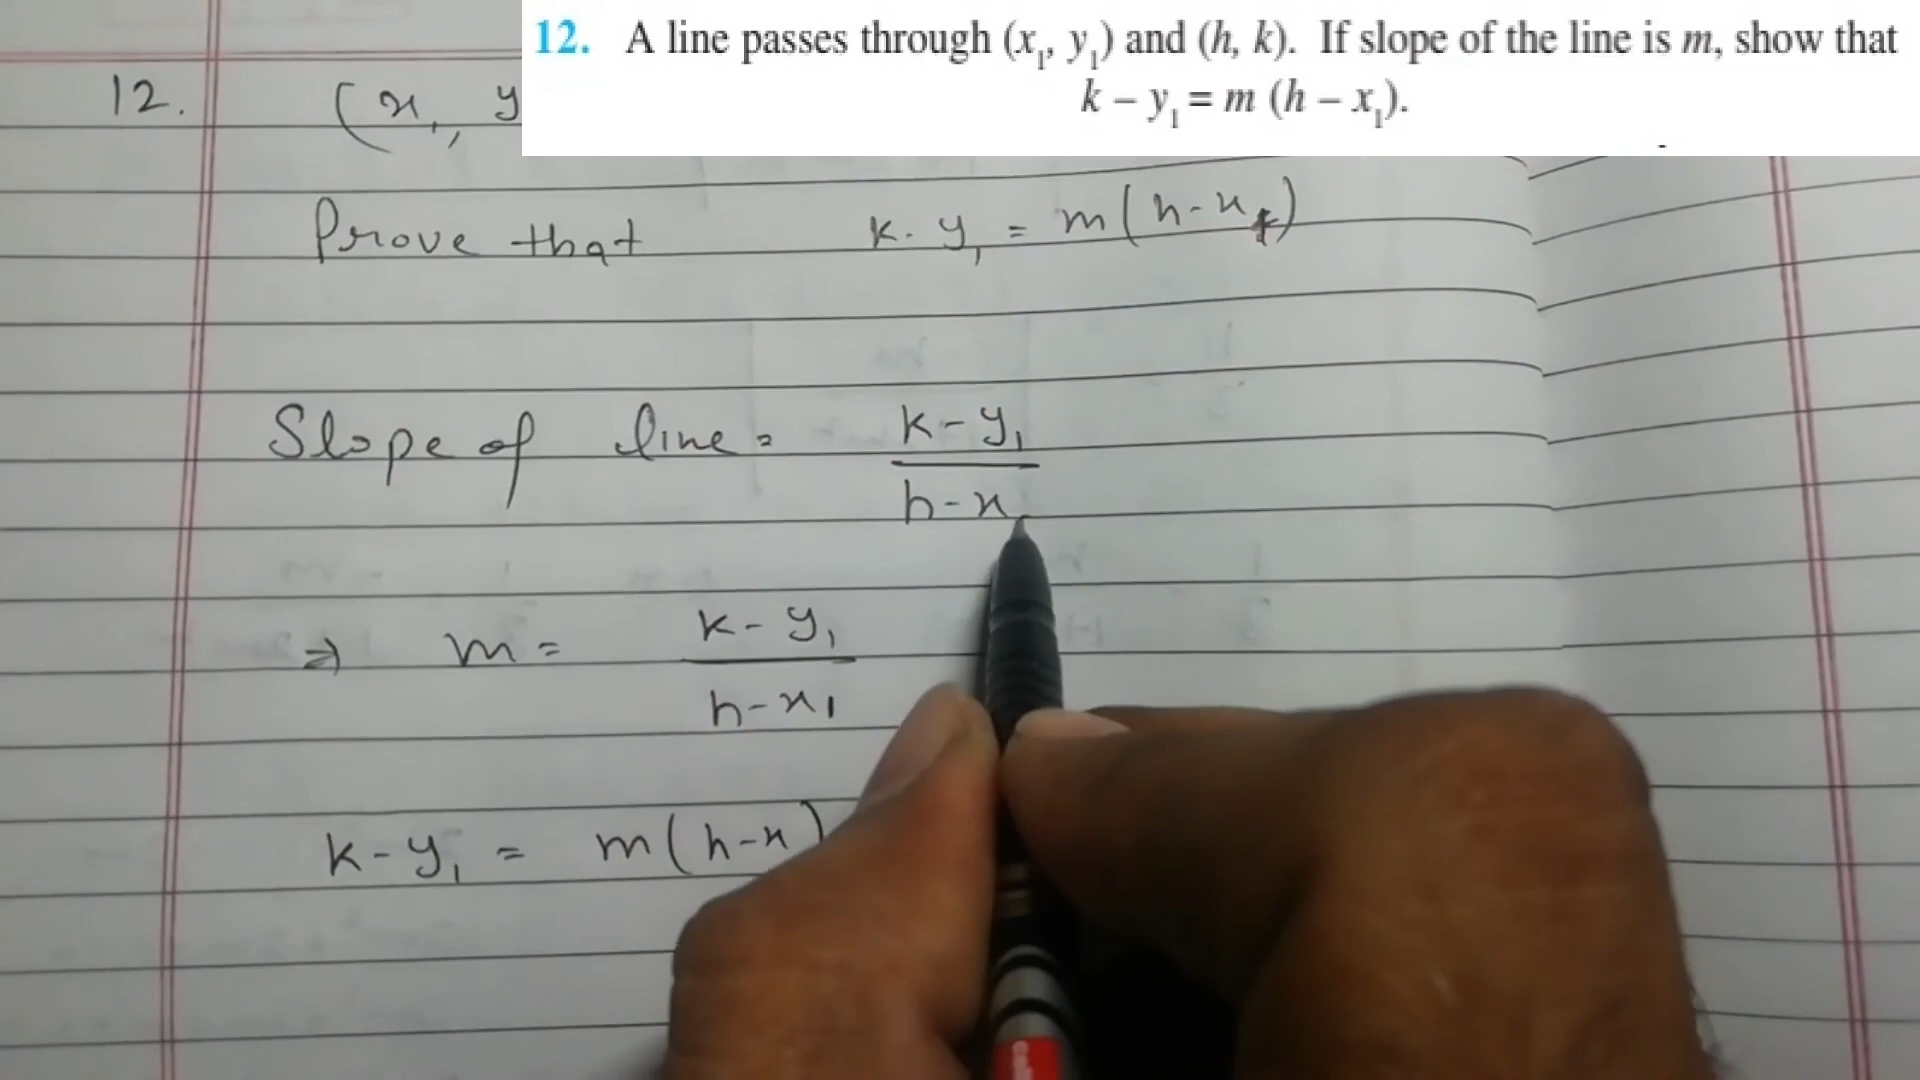 12. A line passes through (x₁, y₁) and (h, k). If slope of the line is m, show that
k – y₁ = m (h – x₁).
12. (x₁, y
Prove that k - y₁ = m(h-x₁)
Slope of line = k-y₁ / h-x
⇒ m = k-y₁ / h-x₁
k-y₁ = m(h-x)